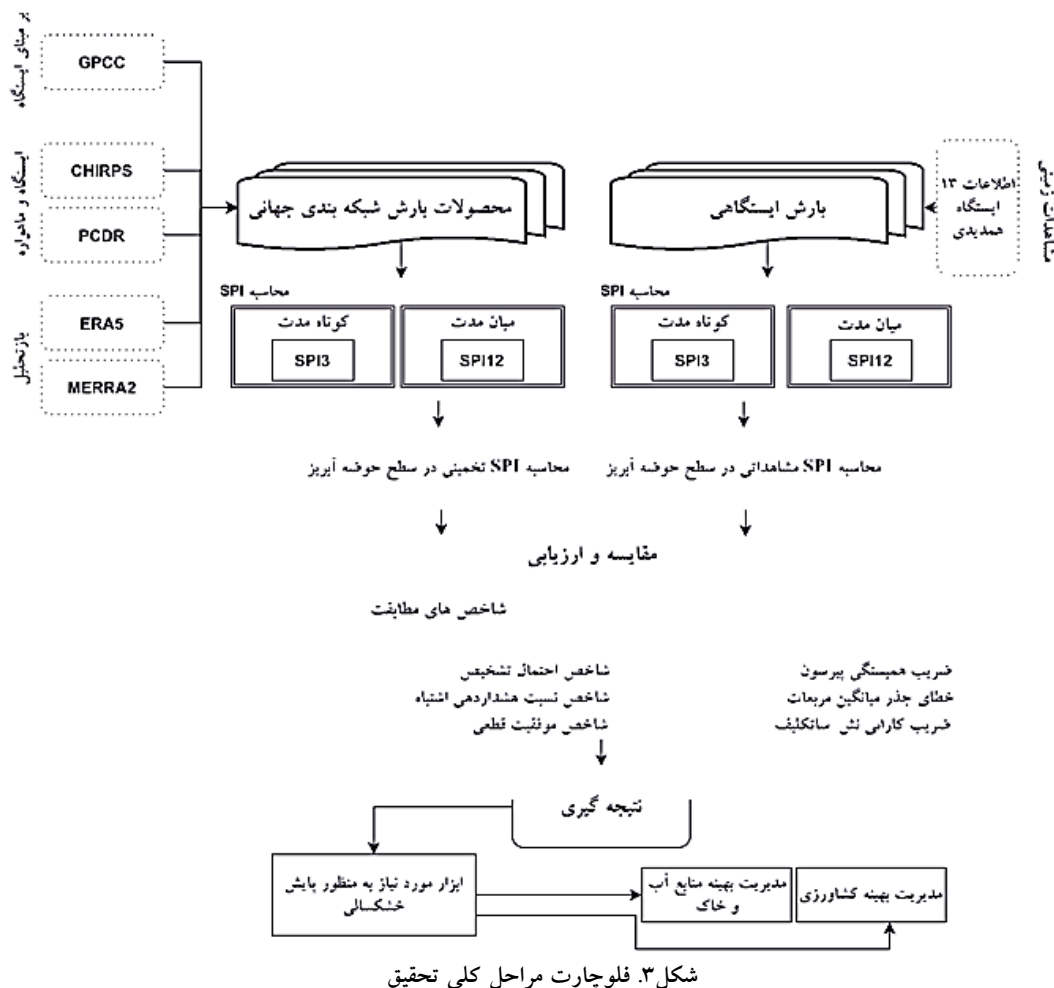 بر مبنای ایستگاه
GPCC
ایستگاه و ماهواره
CHIRPS
PCDR
بازتحلیل
ERA5
MERRA2
محصولات بارش شبکه بندی جهانی
بارش ایستگاهی
مشاهدات زمینی
اطلاعات ۱۳
ایستگاه
همدیدی
محاسبه SPI
کوتاه مدت
SPI3
میان مدت
SPI12
محاسبه SPI
کوتاه مدت
SPI3
میان مدت
SPI12
محاسبه SPI مشاهداتی در سطح حوضه آبریز
محاسبه SPI تخمینی در سطح حوضه آبریز
مقایسه و ارزیابی
شاخص های مطابقت
ضریب همبستگی پیرسون
خطای جذر میانگین مربعات
ضریب کارایی نش ساتکلیف
شاخص احتمال تشخیص
شاخص نسبت هشداردهی اشتباه
شاخص موفقیت قطعی
نتیجه گیری
ابزار مورد نیاز به منظور پایش
خشکسالی
مدیریت بهینه منابع آب
و خاک
مدیریت بهینه کشاورزی
شکل۳. فلوچارت مراحل کلی تحقیق